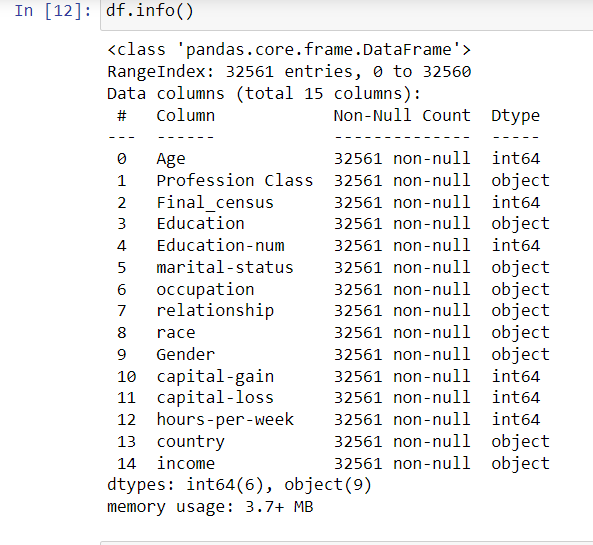 In [12]: df.info()
<class 'pandas.core.frame.DataFrame'>
RangeIndex: 32561 entries, 0 to 32560
Data columns (total 15 columns):
 #   Column            Non-Null Count  Dtype
---  ------            --------------  -----
 0   Age               32561 non-null  int64
 1   Profession Class  32561 non-null  object
 2   Final_census      32561 non-null  int64
 3   Education         32561 non-null  object
 4   Education-num     32561 non-null  int64
 5   marital-status    32561 non-null  object
 6   occupation        32561 non-null  object
 7   relationship      32561 non-null  object
 8   race              32561 non-null  object
 9   Gender            32561 non-null  object
 10  capital-gain      32561 non-null  int64
 11  capital-loss      32561 non-null  int64
 12  hours-per-week    32561 non-null  int64
 13  country           32561 non-null  object
 14  income            32561 non-null  object
dtypes: int64(6), object(9)
memory usage: 3.7+ MB